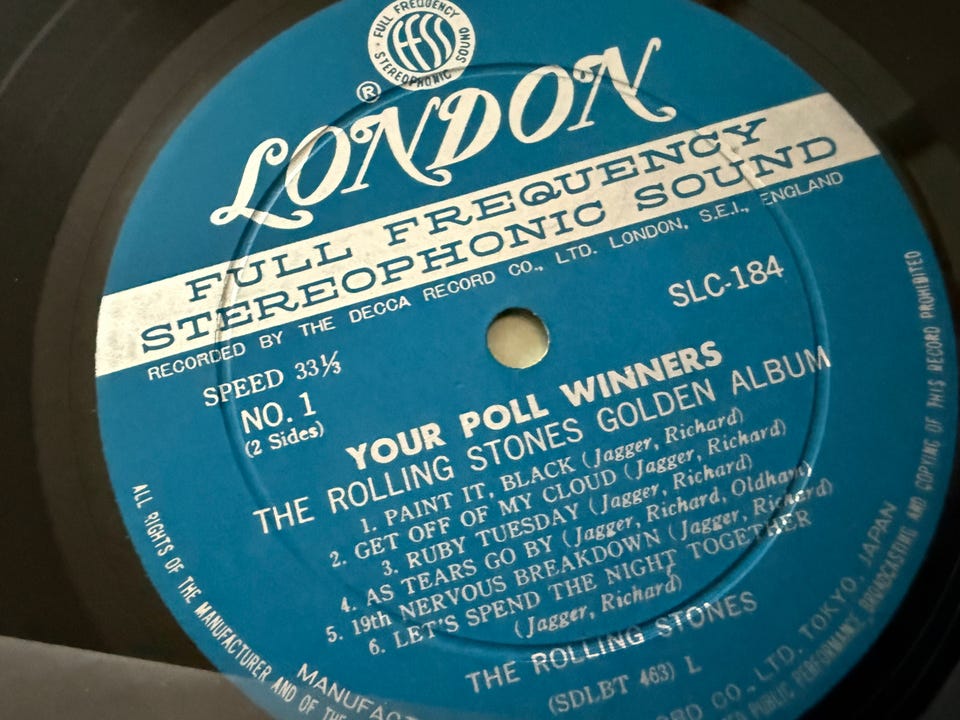 FULL FREQUENCY
ffss
STEREOPHONIC SOUND
®
LONDON
FULL FREQUENCY
STEREOPHONIC SOUND
RECORDED BY THE DECCA RECORD CO., LTD. LONDON, S.E.I., ENGLAND
SPEED 33⅓
SLC-184
NO. 1
(2 Sides)
YOUR POLL WINNERS
THE ROLLING STONES GOLDEN ALBUM
1. PAINT IT, BLACK (Jagger, Richard)
2. GET OFF OF MY CLOUD (Jagger, Richard)
3. RUBY TUESDAY (Jagger, Richard)
4. AS TEARS GO BY (Jagger, Richard, Oldham)
5. 19th NERVOUS BREAKDOWN (Jagger, Richard)
6. LET'S SPEND THE NIGHT TOGETHER
(Jagger, Richard)
THE ROLLING STONES
(SDLBT 463) L
ALL RIGHTS OF THE MANUFACTURER AND OF THE
PUBLIC PERFORMANCE, BROADCASTING AND COPYING OF THIS RECORD PROHIBITED
CO., LTD. TOKYO, JAPAN